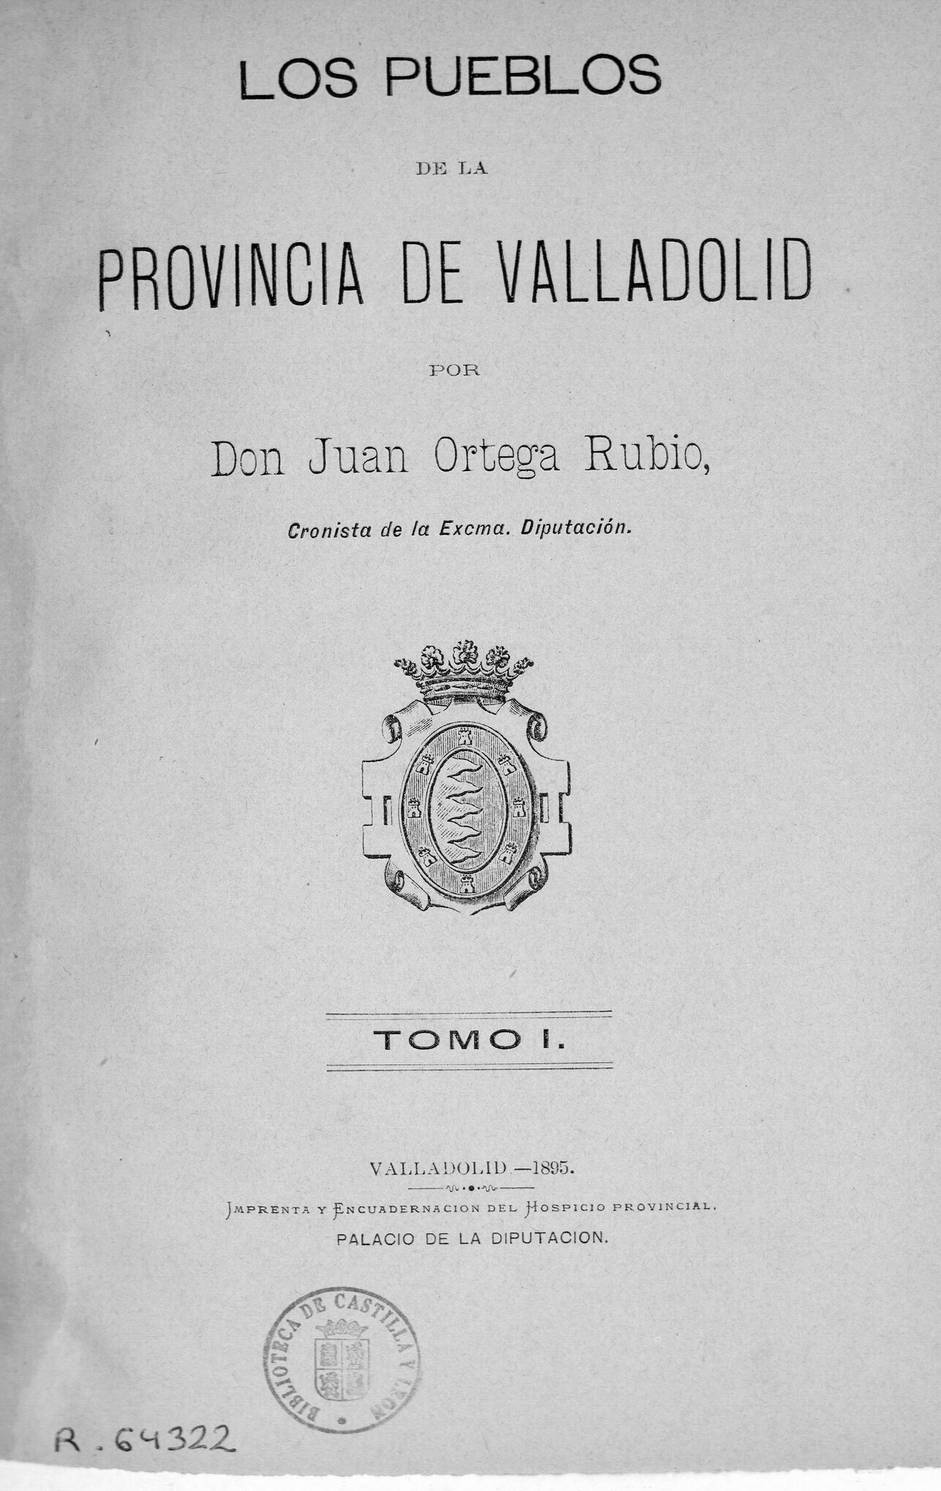 LOS PUEBLOS
DE LA
PROVINCIA DE VALLADOLID
POR
Don Juan Ortega Rubio,
Cronista de la Excma. Diputación.
TOMO I.
VALLADOLID.—1895.
IMPRENTA Y ENCUADERNACION DEL HOSPICIO PROVINCIAL.
PALACIO DE LA DIPUTACION.
BIBLIOTECA DE CASTILLA Y LEON
R. 64322